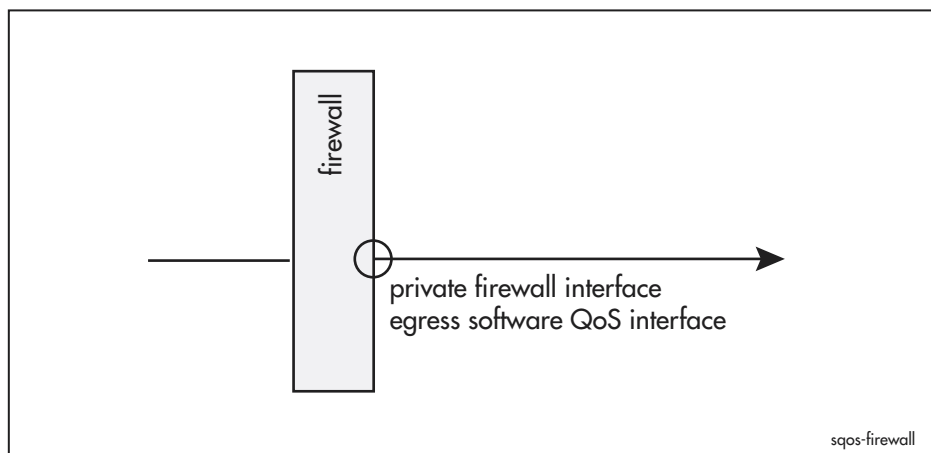 firewall
private firewall interface
egress software QoS interface
sqos-firewall